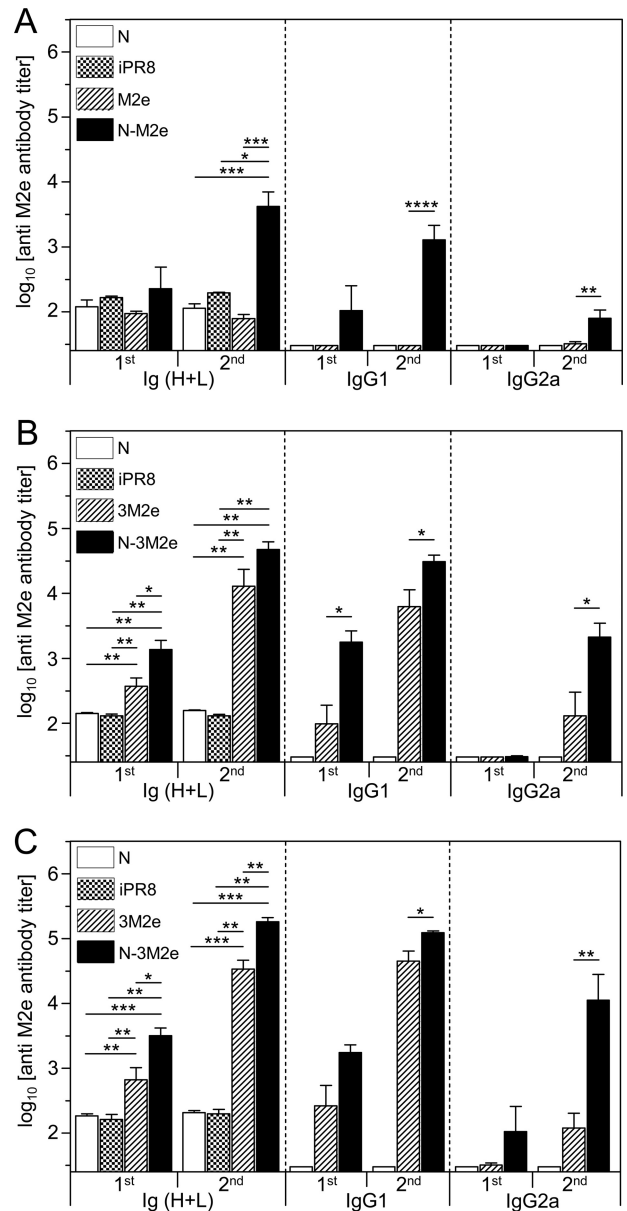 A
N
iPR8
M2e
N-M2e
log10 [anti M2e antibody titer]
6
5
4
3
2
***
*
***
****
**
1st 2nd 1st 2nd 1st 2nd
Ig (H+L) IgG1 IgG2a
B
N
iPR8
3M2e
N-3M2e
log10 [anti M2e antibody titer]
6
5
4
3
2
*
**
**
**
**
**
**
**
**
*
*
*
1st 2nd 1st 2nd 1st 2nd
Ig (H+L) IgG1 IgG2a
C
N
iPR8
3M2e
N-3M2e
log10 [anti M2e antibody titer]
6
5
4
3
2
*
**
***
**
**
**
**
***
**
***
*
**
1st 2nd 1st 2nd 1st 2nd
Ig (H+L) IgG1 IgG2a